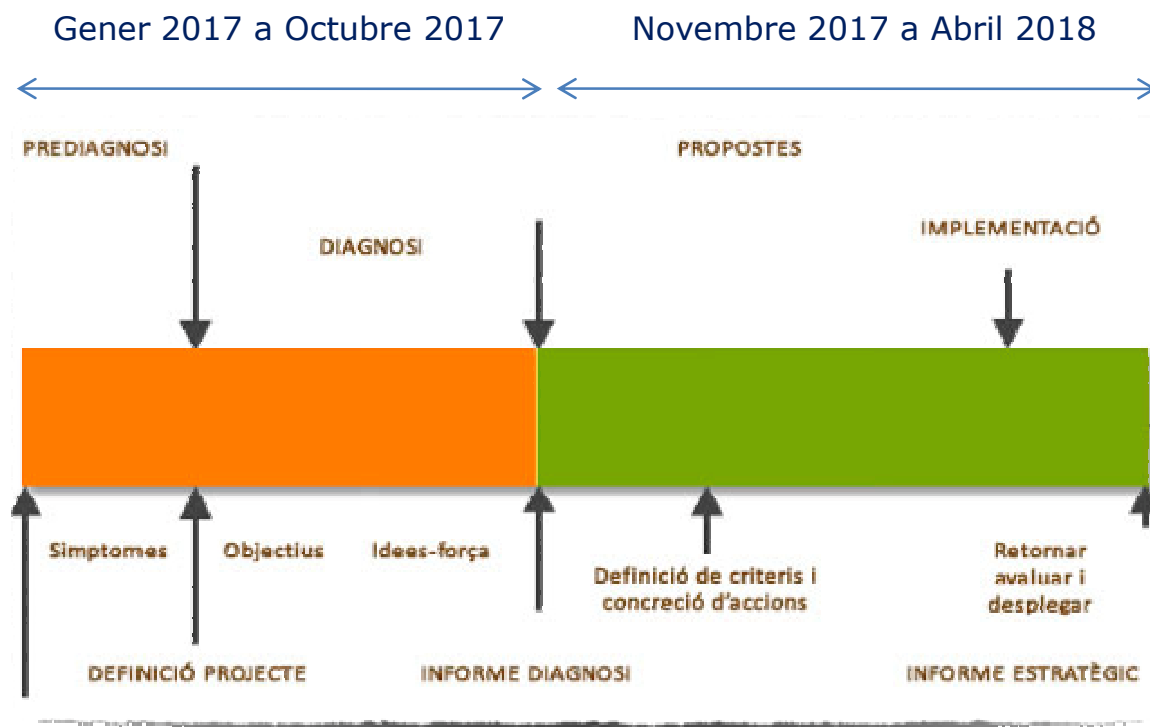 Gener 2017 a Octubre 2017
Novembre 2017 a Abril 2018
PREDIAGNOSI
PROPOSTES
IMPLEMENTACIÓ
DIAGNOSI
Simptomes
Objectius
Idees-força
Definició de criteris i
concreció d'accions
Retornar
avaluar i
desplegar
DEFINICIÓ PROJECTE
INFORME DIAGNOSI
INFORME ESTRATÈGIC